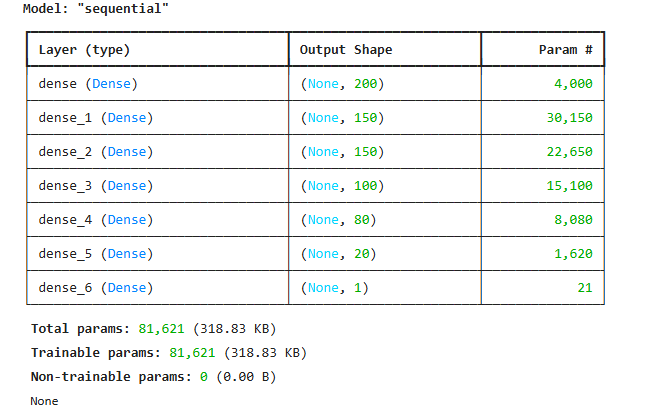 Model: "sequential"
Layer (type) Output Shape Param #
dense (Dense) (None, 200) 4,000
dense_1 (Dense) (None, 150) 30,150
dense_2 (Dense) (None, 150) 22,650
dense_3 (Dense) (None, 100) 15,100
dense_4 (Dense) (None, 80) 8,080
dense_5 (Dense) (None, 20) 1,620
dense_6 (Dense) (None, 1) 21
Total params: 81,621 (318.83 KB)
Trainable params: 81,621 (318.83 KB)
Non-trainable params: 0 (0.00 B)
None